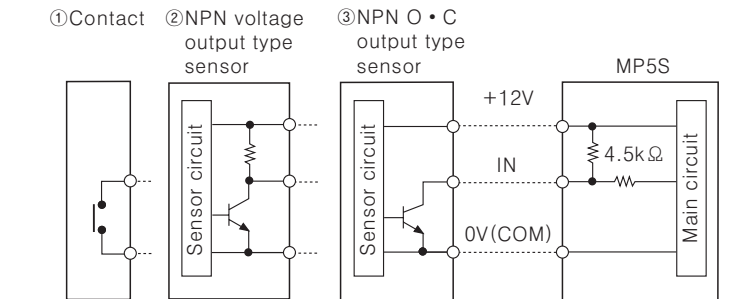 ①Contact
②NPN voltage
output type
sensor
③NPN O • C
output type
sensor
MP5S
Sensor circuit
Sensor circuit
+12V
IN
0V(COM)
4.5kΩ
Main circuit